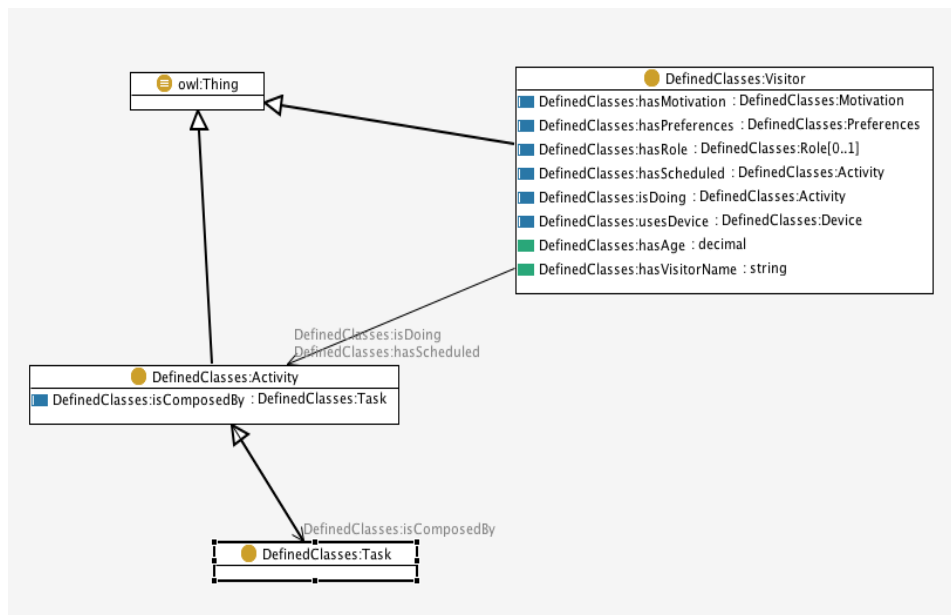 owl:Thing
DefinedClasses:Visitor
DefinedClasses:hasMotivation : DefinedClasses:Motivation
DefinedClasses:hasPreferences : DefinedClasses:Preferences
DefinedClasses:hasRole : DefinedClasses:Role[0..1]
DefinedClasses:hasScheduled : DefinedClasses:Activity
DefinedClasses:isDoing : DefinedClasses:Activity
DefinedClasses:usesDevice : DefinedClasses:Device
DefinedClasses:hasAge : decimal
DefinedClasses:hasVisitorName : string
DefinedClasses:isDoing
DefinedClasses:hasScheduled
DefinedClasses:Activity
DefinedClasses:isComposedBy : DefinedClasses:Task
DefinedClasses:isComposedBy
DefinedClasses:Task